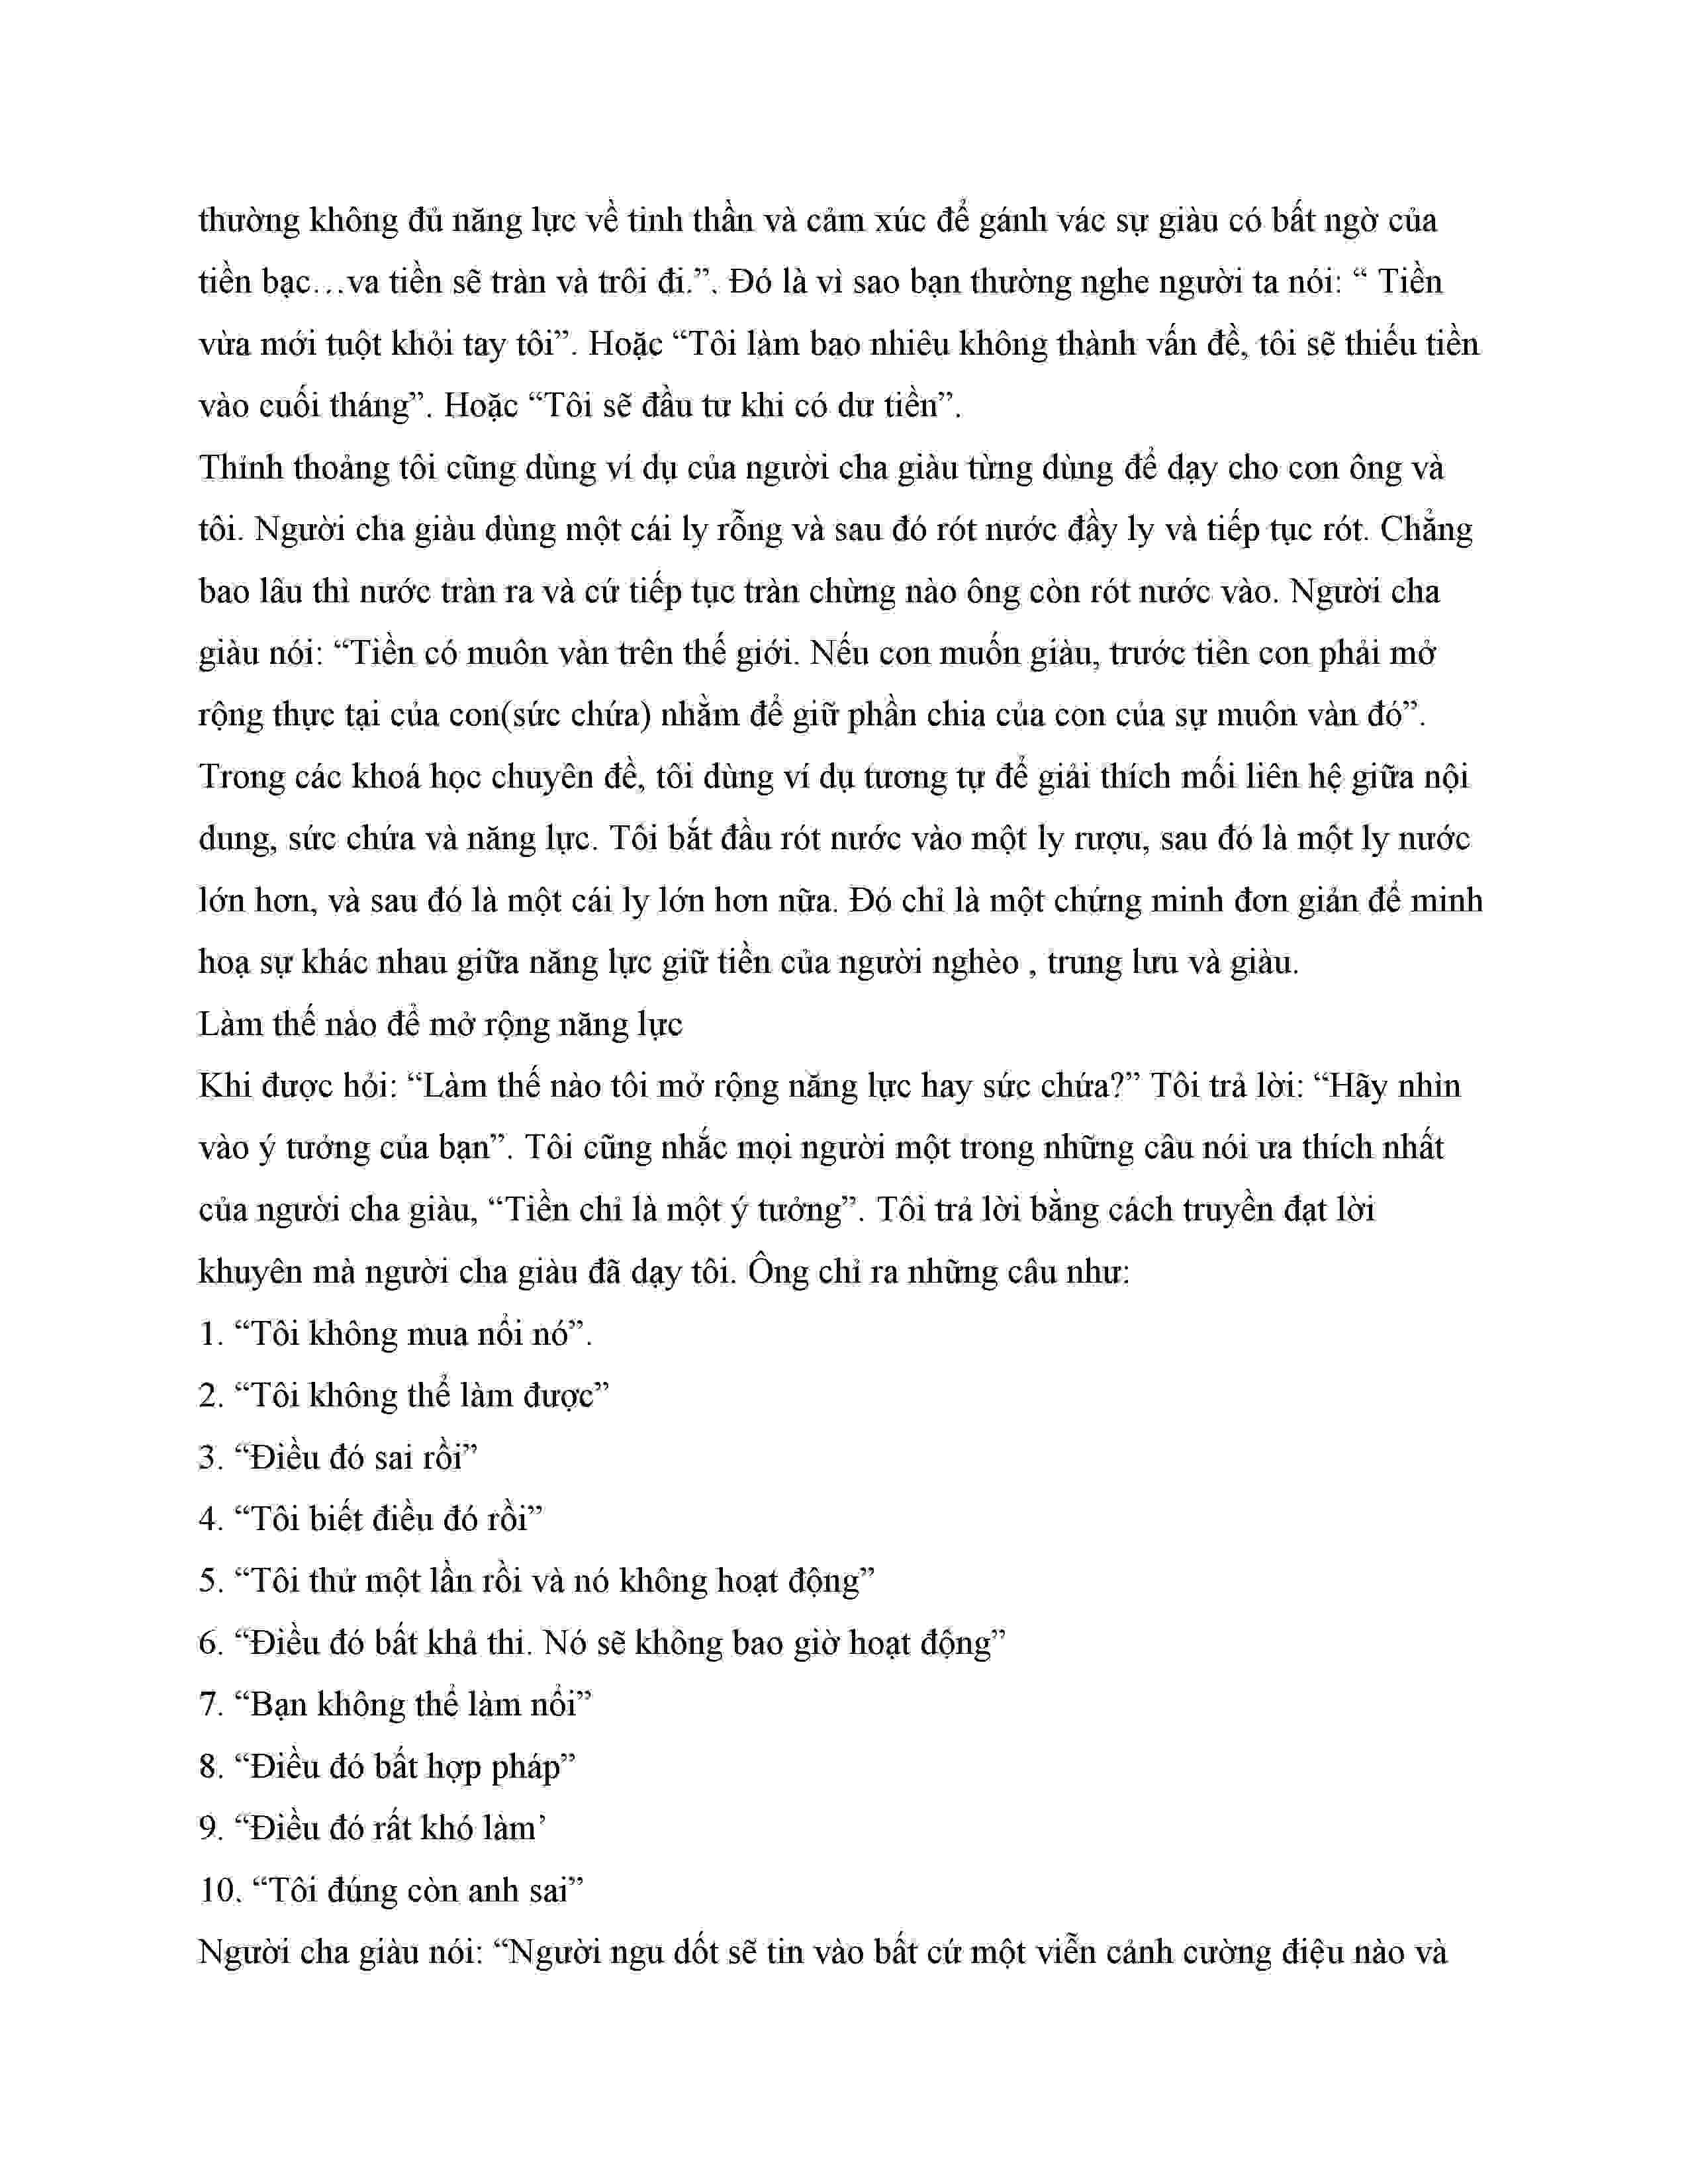 thường không đủ năng lực về tinh thần và cảm xúc để gánh vác sự giàu có bất ngờ của
tiền bạc…va tiền sẽ tràn và trôi đi.”. Đó là vì sao bạn thường nghe người ta nói: “ Tiền
vừa mới tuột khỏi tay tôi”. Hoặc “Tôi làm bao nhiêu không thành vấn đề, tôi sẽ thiếu tiền
vào cuối tháng”. Hoặc “Tôi sẽ đầu tư khi có dư tiền”.
Thỉnh thoảng tôi cũng dùng ví dụ của người cha giàu từng dùng để dạy cho con ông và
tôi. Người cha giàu dùng một cái ly rỗng và sau đó rót nước đầy ly và tiếp tục rót. Chẳng
bao lâu thì nước tràn ra và cứ tiếp tục tràn chừng nào ông còn rót nước vào. Người cha
giàu nói: “Tiền có muôn vàn trên thế giới. Nếu con muốn giàu, trước tiên con phải mở
rộng thực tại của con(sức chứa) nhằm để giữ phần chia của con của sự muôn vàn đó”.
Trong các khoá học chuyên đề, tôi dùng ví dụ tương tự để giải thích mối liên hệ giữa nội
dung, sức chứa và năng lực. Tôi bắt đầu rót nước vào một ly rượu, sau đó là một ly nước
lớn hơn, và sau đó là một cái ly lớn hơn nữa. Đó chỉ là một chứng minh đơn giản để minh
hoạ sự khác nhau giữa năng lực giữ tiền của người nghèo , trung lưu và giàu.
Làm thế nào để mở rộng năng lực
Khi được hỏi: “Làm thế nào tôi mở rộng năng lực hay sức chứa?” Tôi trả lời: “Hãy nhìn
vào ý tưởng của bạn”. Tôi cũng nhắc mọi người một trong những câu nói ưa thích nhất
của người cha giàu, “Tiền chỉ là một ý tưởng”. Tôi trả lời bằng cách truyền đạt lời
khuyên mà người cha giàu đã dạy tôi. Ông chỉ ra những câu như:
1. “Tôi không mua nổi nó”.
2. “Tôi không thể làm được”
3. “Điều đó sai rồi”
4. “Tôi biết điều đó rồi”
5. “Tôi thử một lần rồi và nó không hoạt động”
6. “Điều đó bất khả thi. Nó sẽ không bao giờ hoạt động”
7. “Bạn không thể làm nổi”
8. “Điều đó bất hợp pháp”
9. “Điều đó rất khó làm’
10. “Tôi đúng còn anh sai”
Người cha giàu nói: “Người ngu dốt sẽ tin vào bất cứ một viễn cảnh cường điệu nào và